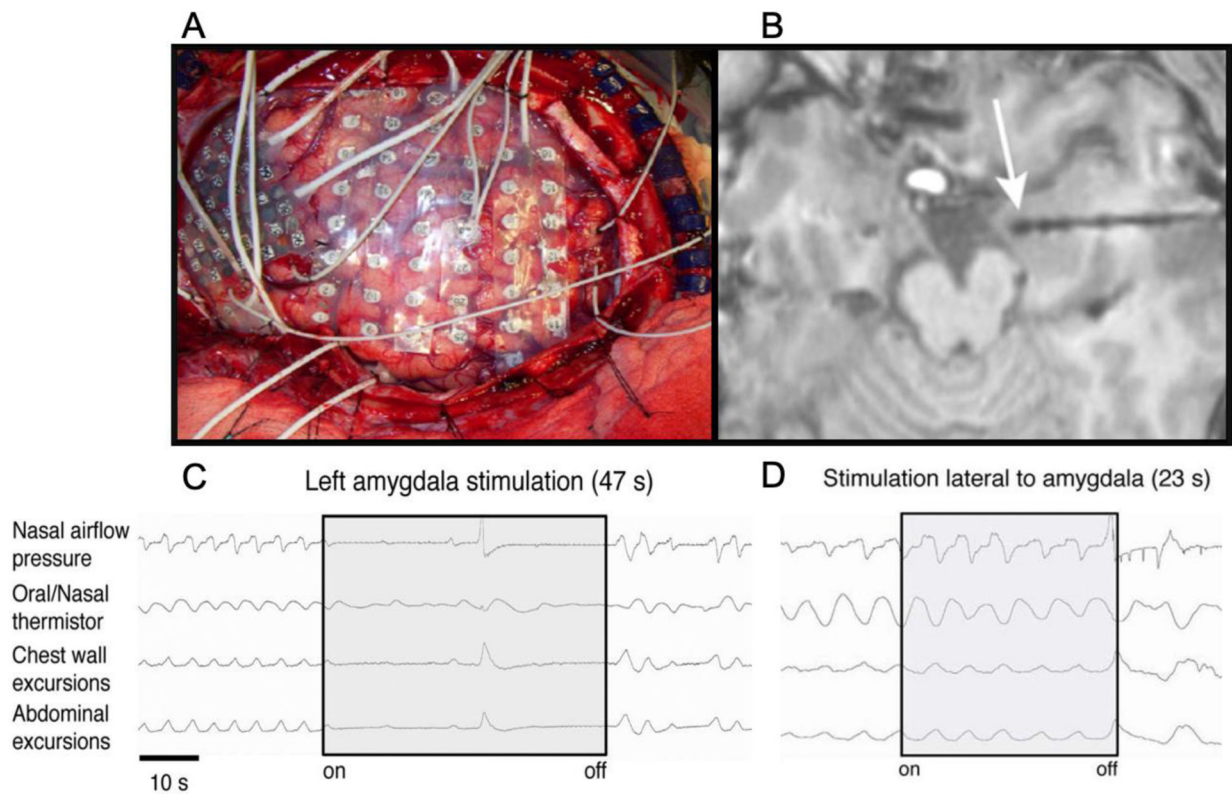 A
B
C
Left amygdala stimulation (47 s)
D
Stimulation lateral to amygdala (23 s)
Nasal airflow
pressure
Oral/Nasal
thermistor
Chest wall
excursions
Abdominal
excursions
10 s
on
off
on
off